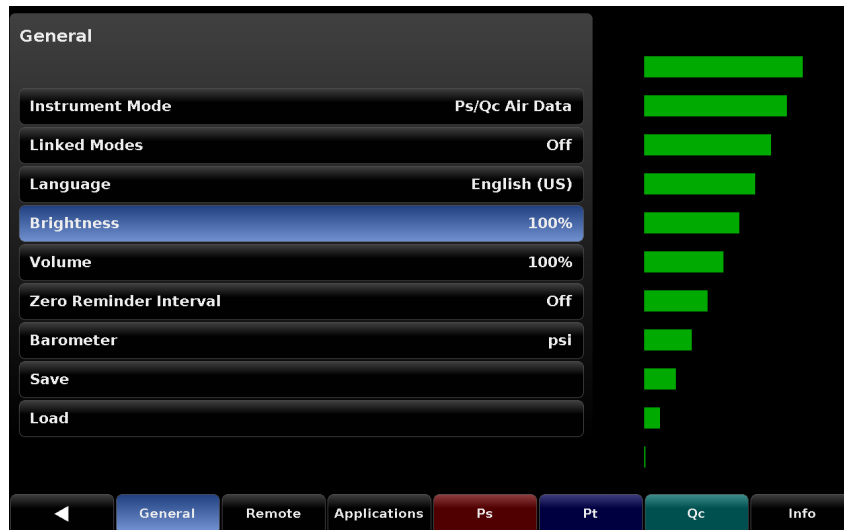 General
Instrument Mode Ps/Qc Air Data
Linked Modes Off
Language English (US)
Brightness 100%
Volume 100%
Zero Reminder Interval Off
Barometer psi
Save
Load
General Remote Applications Ps Pt Qc Info